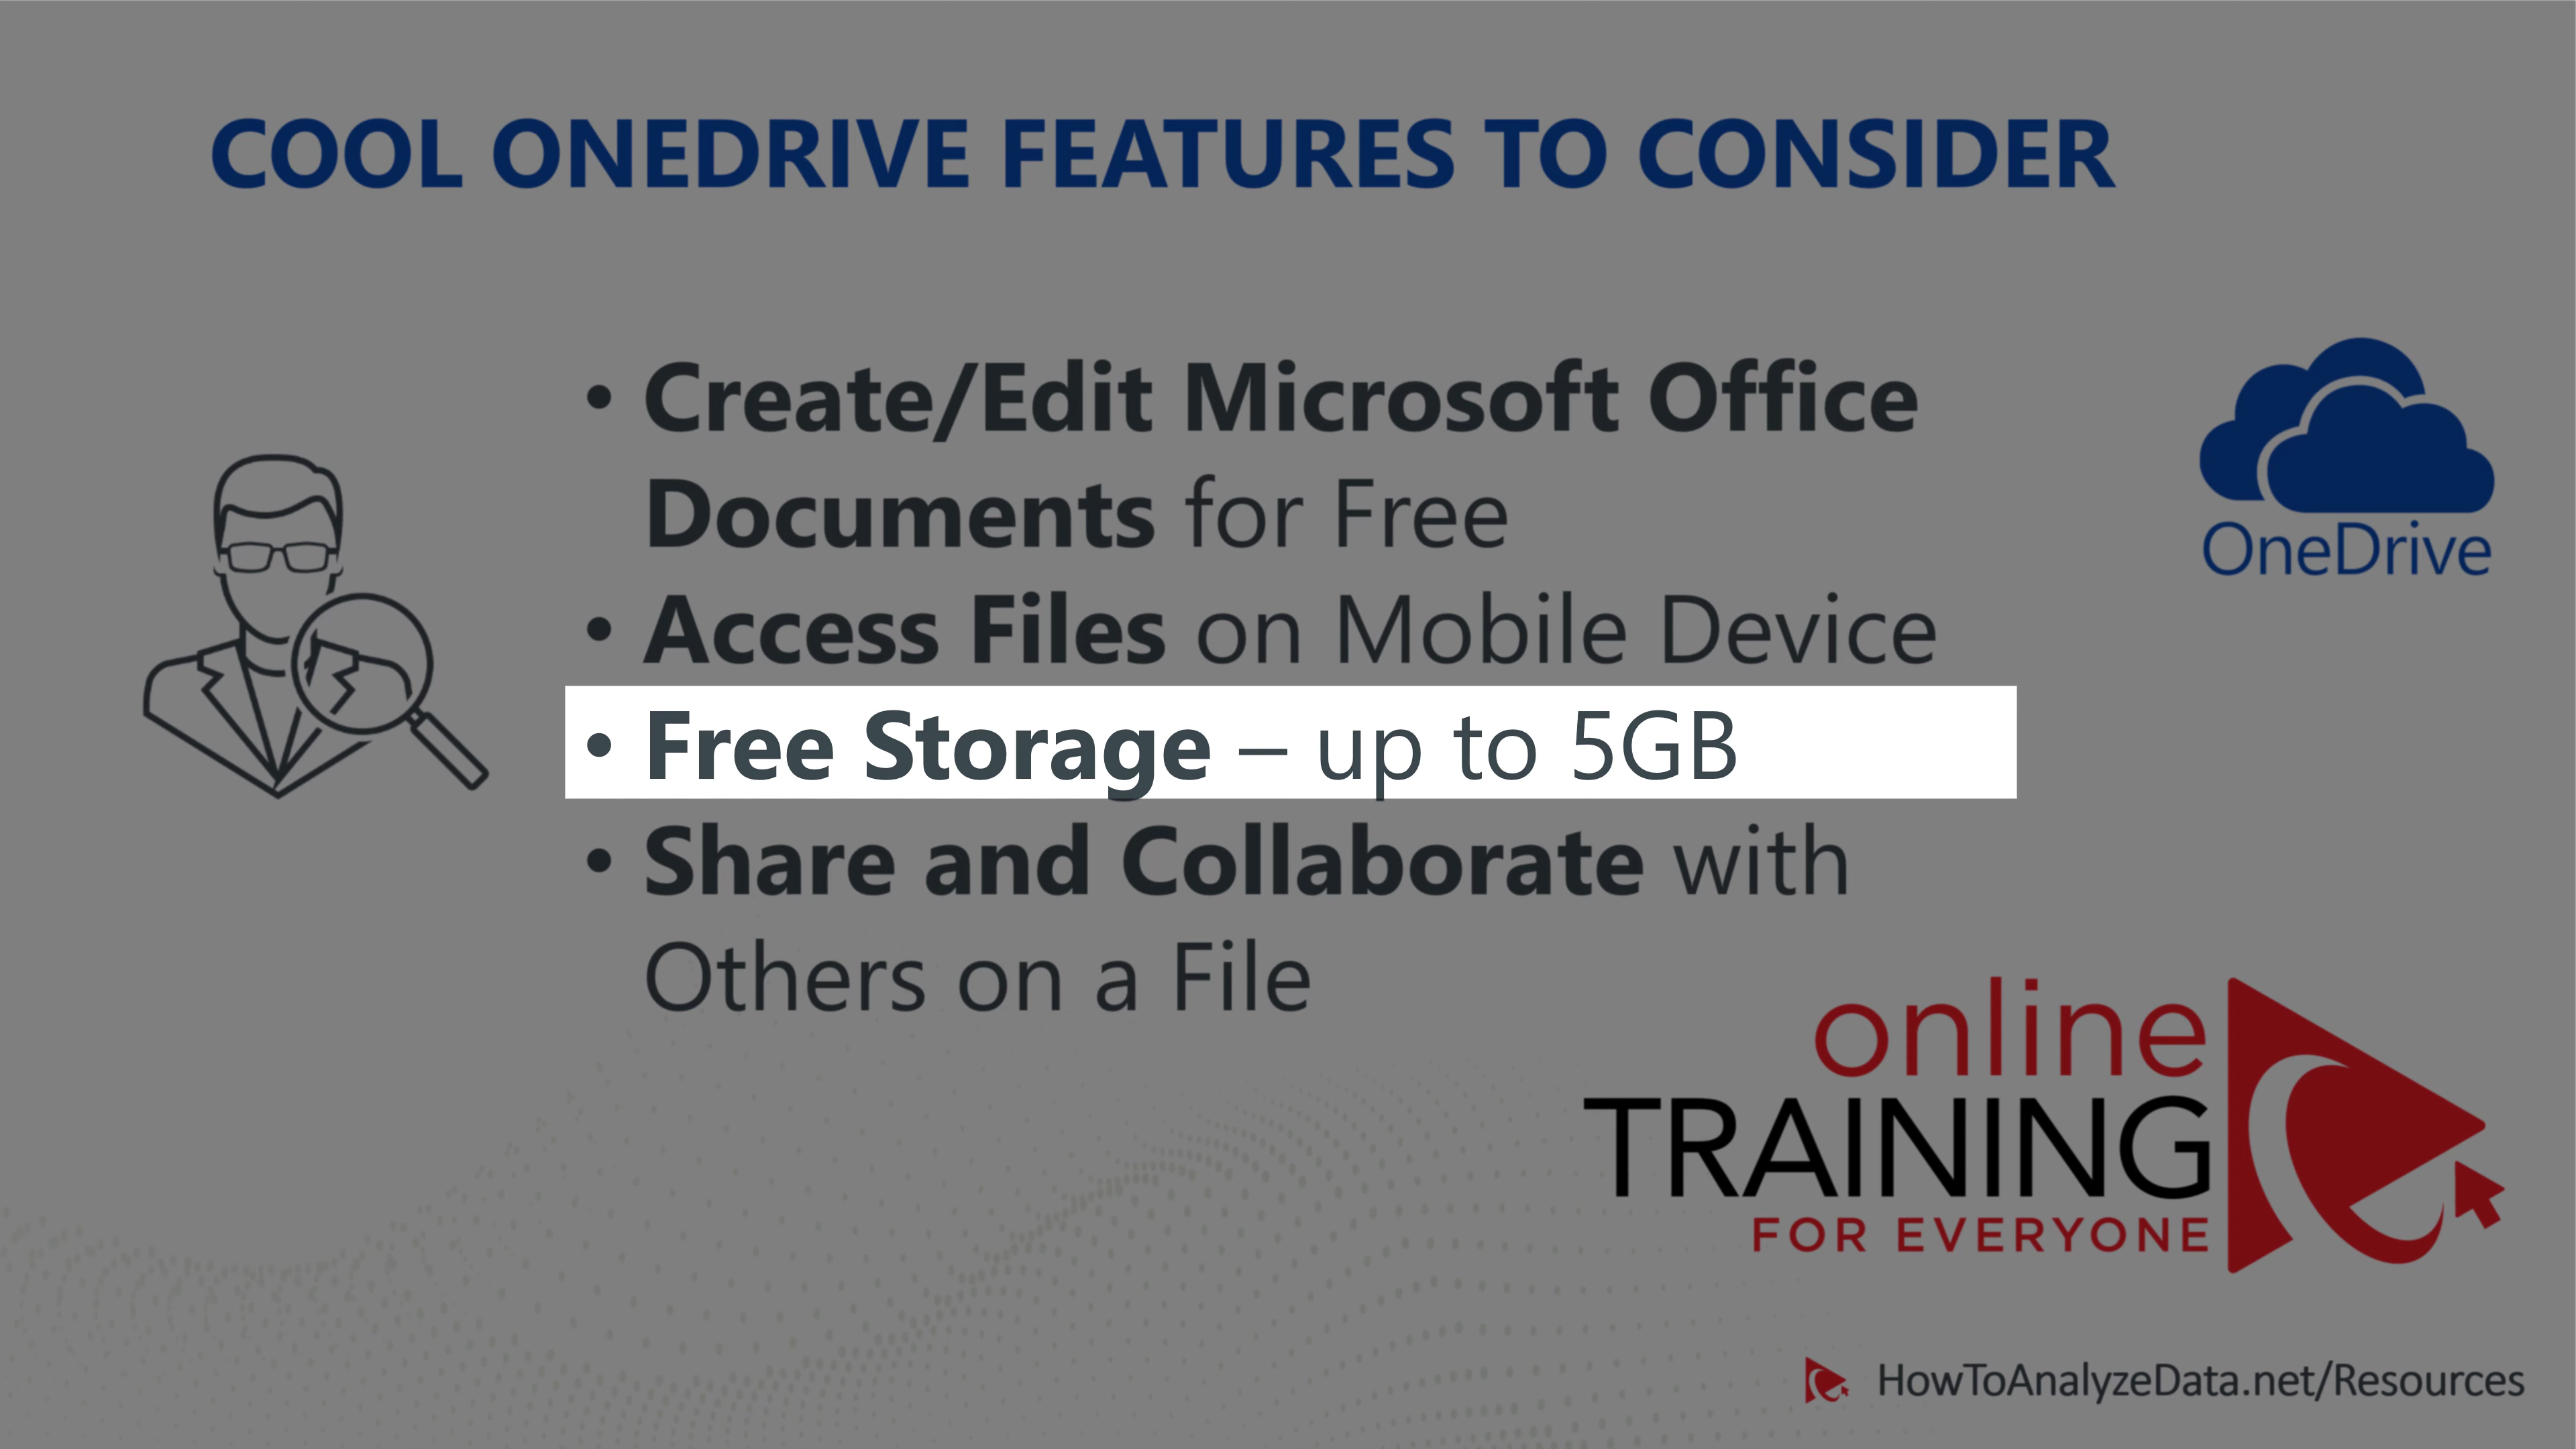 COOL ONEDRIVE FEATURES TO CONSIDER
• Create/Edit Microsoft Office
Documents for Free
• Access Files on Mobile Device
• Free Storage – up to 5GB
• Share and Collaborate with
Others on a File
OneDrive
online
TRAINING
FOR EVERYONE
HowToAnalyzeData.net/Resources